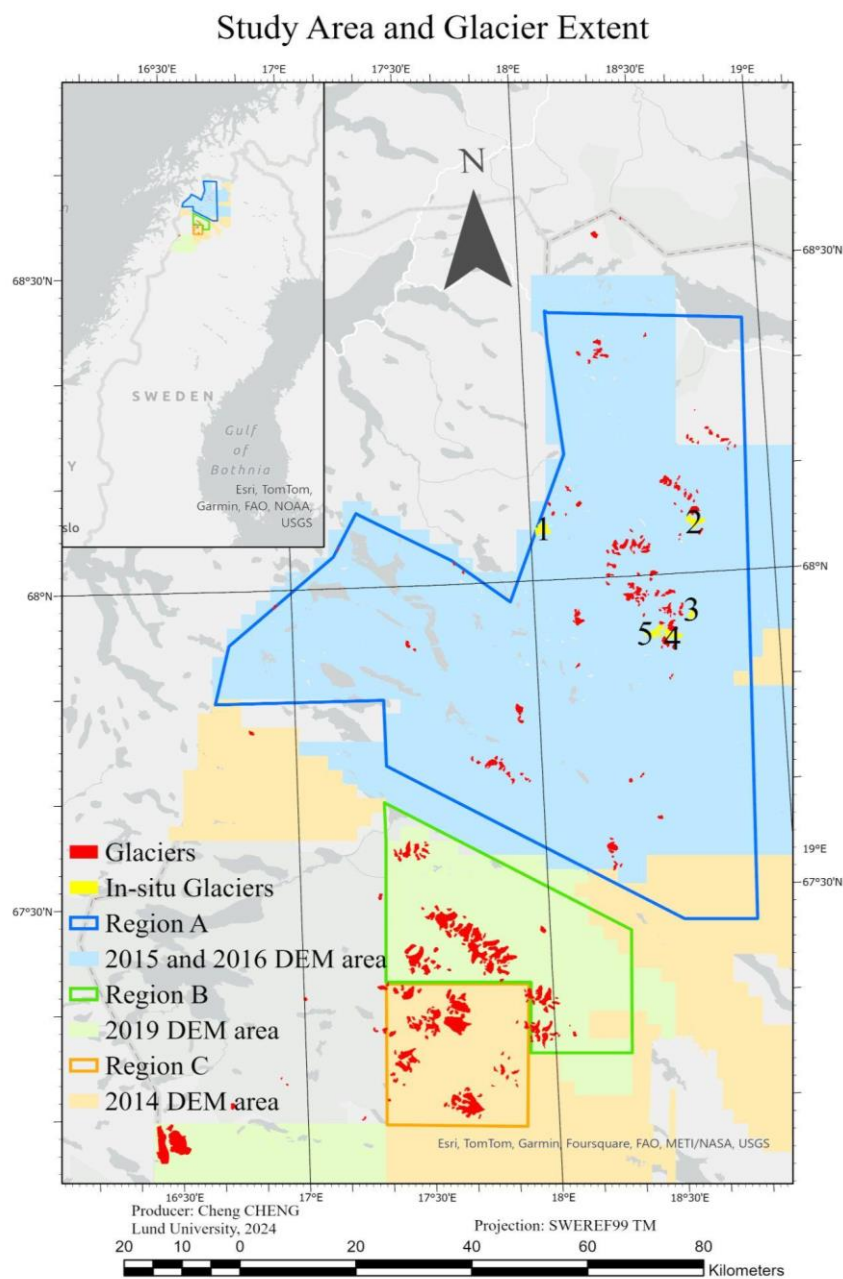 Study Area and Glacier Extent
16°30'E 17°E 17°30'E 18°E 18°30'E 19°E
N
68°30'N
68°30'N
SWEDEN
Gulf
of
Bothnia
Esri, TomTom,
Garmin, FAO, NOAA,
USGS
Y
slo
1
2
68°N
68°N
3
5 4
Glaciers
19°E
In-situ Glaciers
67°30'N
67°30'N
Region A
2015 and 2016 DEM area
Region B
2019 DEM area
Region C
2014 DEM area
Esri, TomTom, Garmin, Foursquare, FAO, METI/NASA, USGS
16°30'E 17°E 17°30'E 18°E 18°30'E
Producer: Cheng CHENG
Lund University, 2024
Projection: SWEREF99 TM
20 10 0 20 40 60 80
Kilometers